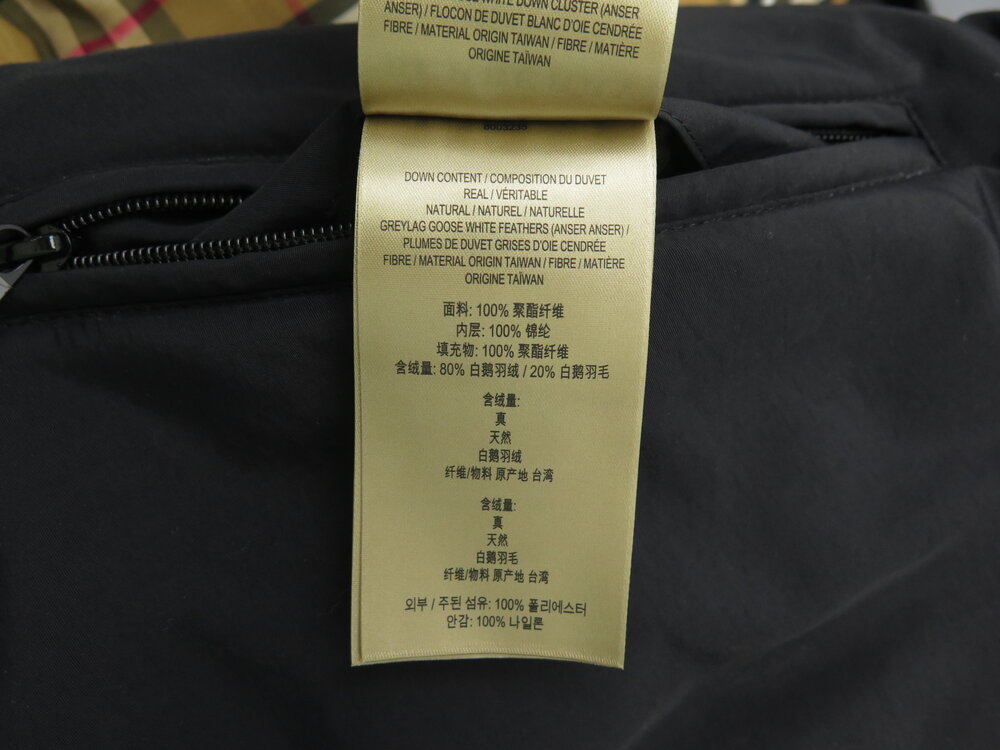 WHITE DOWN CLUSTER (ANSER
ANSER) / FLOCON DE DUVET BLANC D'OIE CENDRÉE
FIBRE / MATERIAL ORIGIN TAIWAN / FIBRE / MATIÈRE
ORIGINE TAÏWAN
8003235
DOWN CONTENT / COMPOSITION DU DUVET
REAL / VÉRITABLE
NATURAL / NATUREL / NATURELLE
GREYLAG GOOSE WHITE FEATHERS (ANSER ANSER) /
PLUMES DE DUVET GRISES D'OIE CENDRÉE
FIBRE / MATERIAL ORIGIN TAIWAN / FIBRE / MATIÈRE
ORIGINE TAÏWAN
面料: 100% 聚酯纤维
内层: 100% 锦纶
填充物: 100% 聚酯纤维
含绒量: 80% 白鹅羽绒 / 20% 白鹅羽毛
含绒量:
真
天然
白鹅羽绒
纤维/物料 原产地 台湾
含绒量:
真
天然
白鹅羽毛
纤维/物料 原产地 台湾
외부 / 주된 섬유: 100% 폴리에스터
안감: 100% 나일론